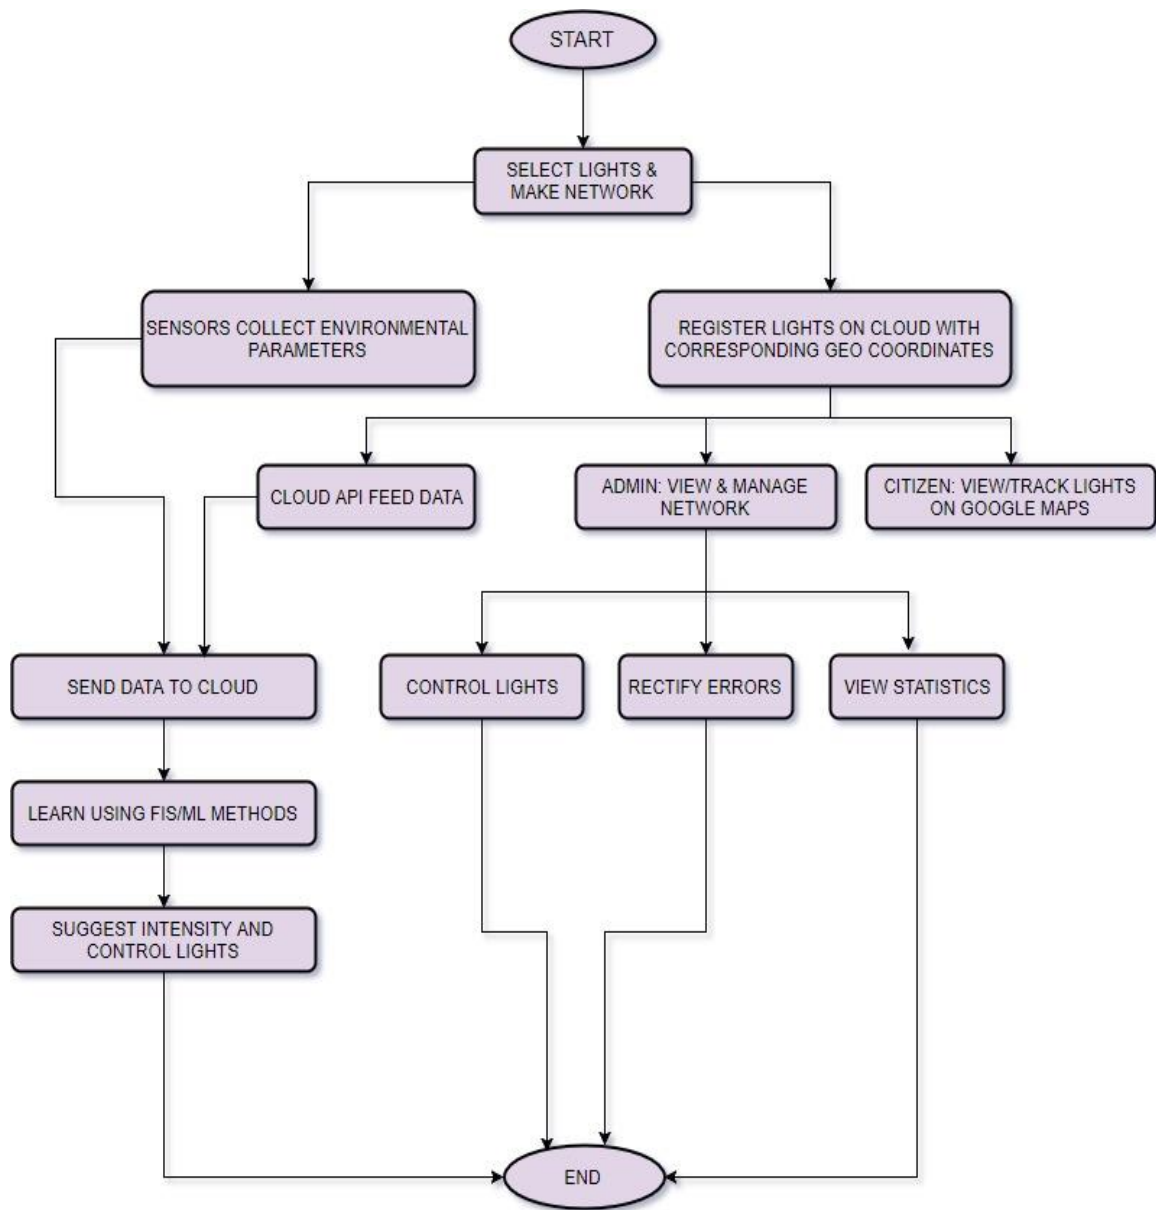 START
SELECT LIGHTS &
MAKE NETWORK
SENSORS COLLECT ENVIRONMENTAL
PARAMETERS
REGISTER LIGHTS ON CLOUD WITH
CORRESPONDING GEO COORDINATES
CLOUD API FEED DATA
ADMIN: VIEW & MANAGE
NETWORK
CITIZEN: VIEW/TRACK LIGHTS
ON GOOGLE MAPS
SEND DATA TO CLOUD
CONTROL LIGHTS
RECTIFY ERRORS
VIEW STATISTICS
LEARN USING FIS/ML METHODS
SUGGEST INTENSITY AND
CONTROL LIGHTS
END